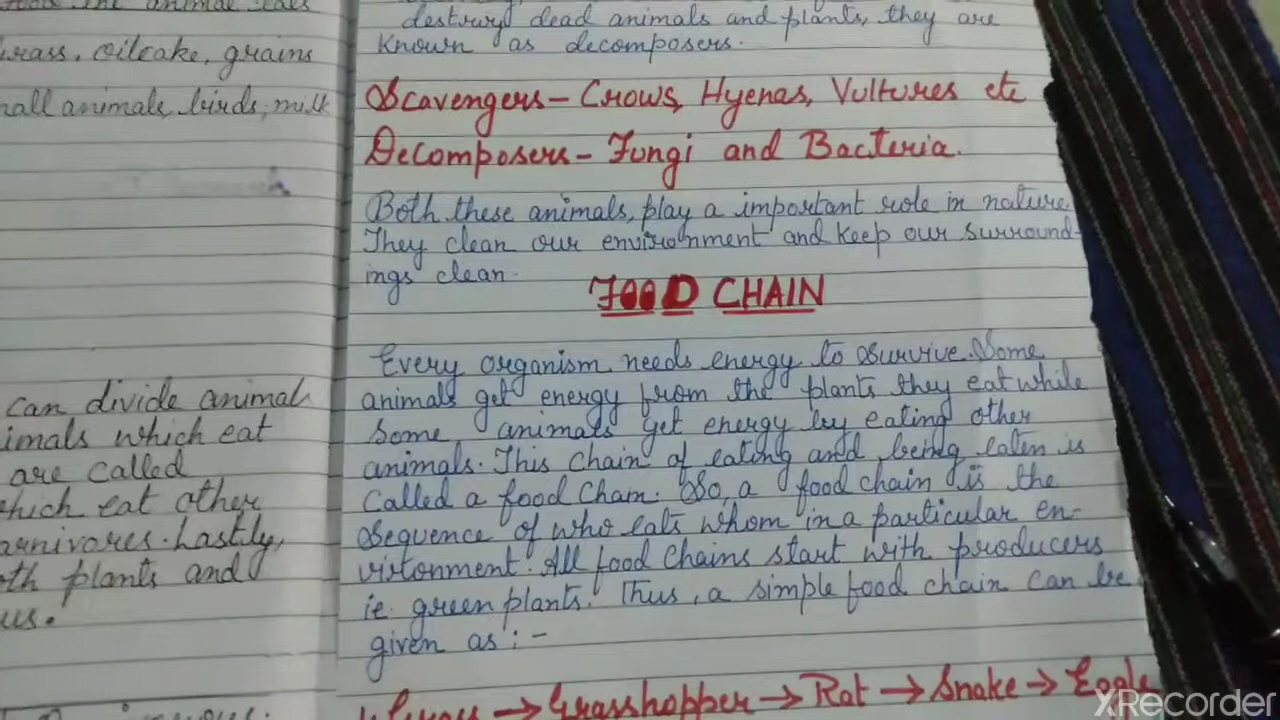 grass, oilcake, grains
small animals, birds, milk
can divide animal
imals which eat
are called
which eat other
arnivores. Lastly,
oth plants and
us.
destroy dead animals and plants, they are
known as decomposers.
Scavengers- Crows, Hyenas, Vultures etc
Decomposers- Fungi and Bacteria.
Both these animals, play a important role in nature.
They clean our environment and keep our surround-
ings clean.
FOOD CHAIN
Every organism needs energy to survive. Some
animals get energy from the plants they eat while
some animals get energy by eating other
animals. This chain of eating and being eaten is
called a food chain. So, a food chain is the
sequence of who eats whom in a particular en-
vironment. All food chains start with producers
ie. green plants. Thus, a simple food chain can be
given as :-
Grass → Grasshopper → Rat → Snake → Eagle
XRecorder